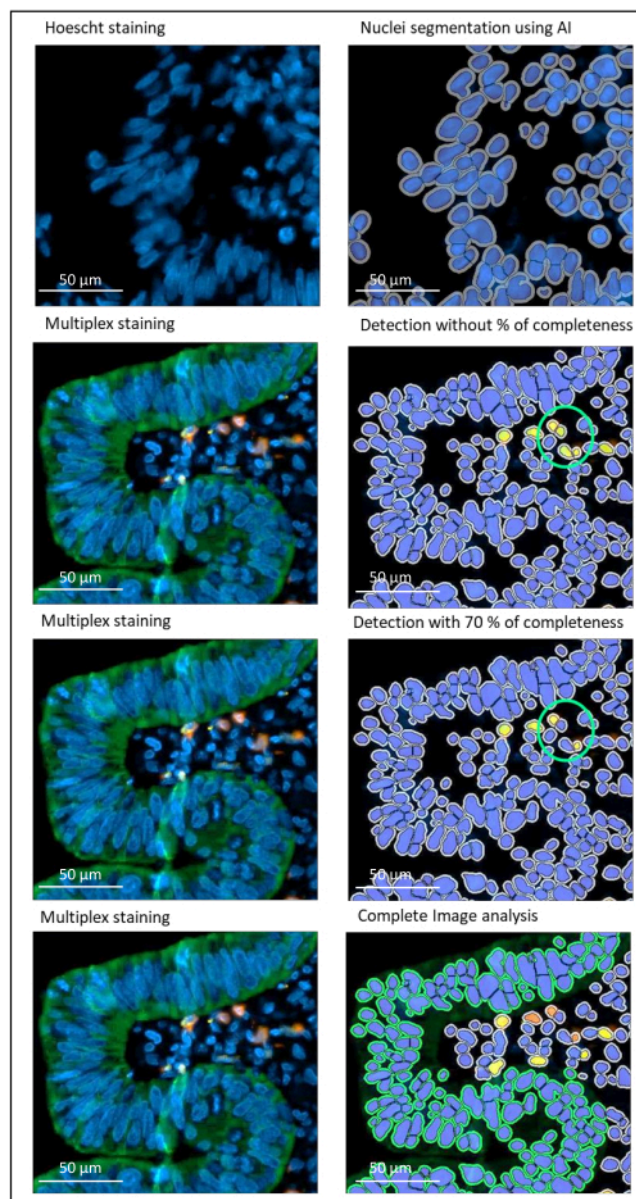 Hoescht staining
Nuclei segmentation using AI
50 µm
50 µm
Multiplex staining
Detection without % of completeness
50 µm
50 µm
Multiplex staining
Detection with 70 % of completeness
50 µm
50 µm
Multiplex staining
Complete Image analysis
50 µm
50 µm